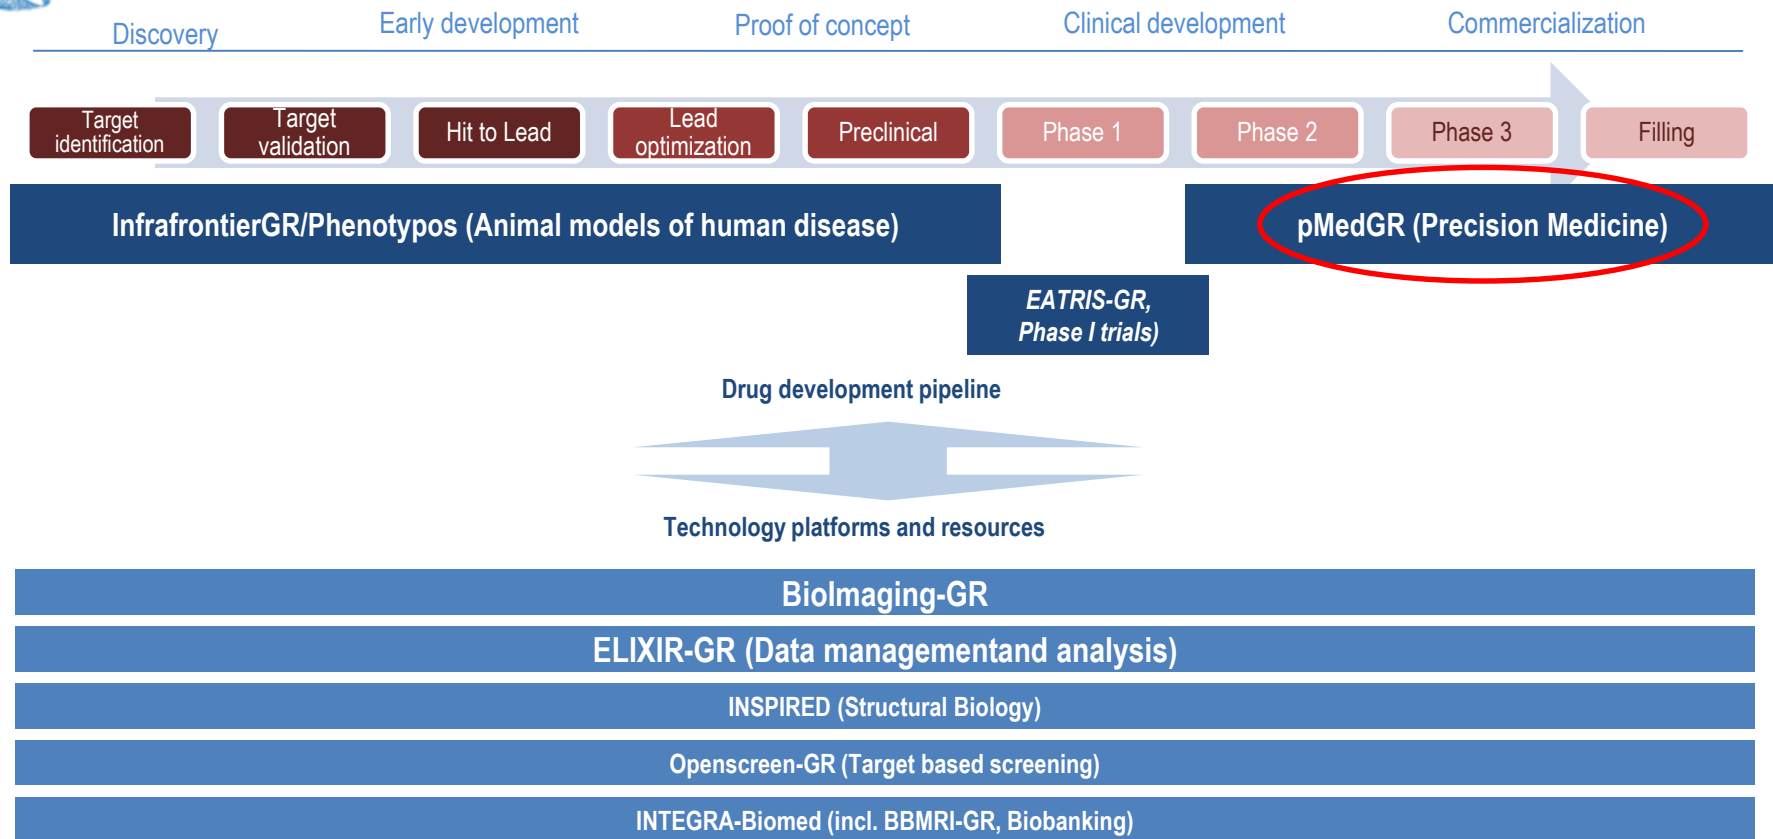 Discovery
Early development
Proof of concept
Clinical development
Commercialization
Target
identification
Target
validation
Hit to Lead
Lead
optimization
Preclinical
Phase 1
Phase 2
Phase 3
Filling
InfrafrontierGR/Phenotypos (Animal models of human disease)
pMedGR (Precision Medicine)
EATRIS-GR,
Phase I trials)
Drug development pipeline
Technology platforms and resources
BioImaging-GR
ELIXIR-GR (Data managementand analysis)
INSPIRED (Structural Biology)
Openscreen-GR (Target based screening)
INTEGRA-Biomed (incl. BBMRI-GR, Biobanking)